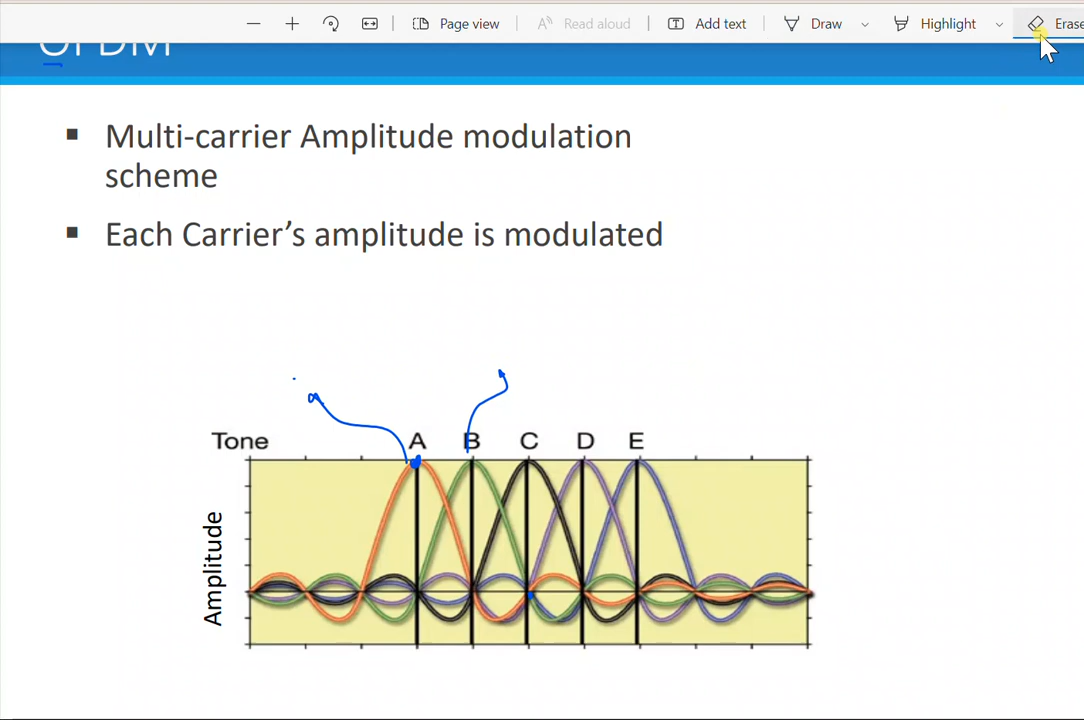 Page view Read aloud Add text Draw Highlight Erase
OFDM
▪ Multi-carrier Amplitude modulation
scheme
▪ Each Carrier’s amplitude is modulated
Tone A B C D E
Amplitude